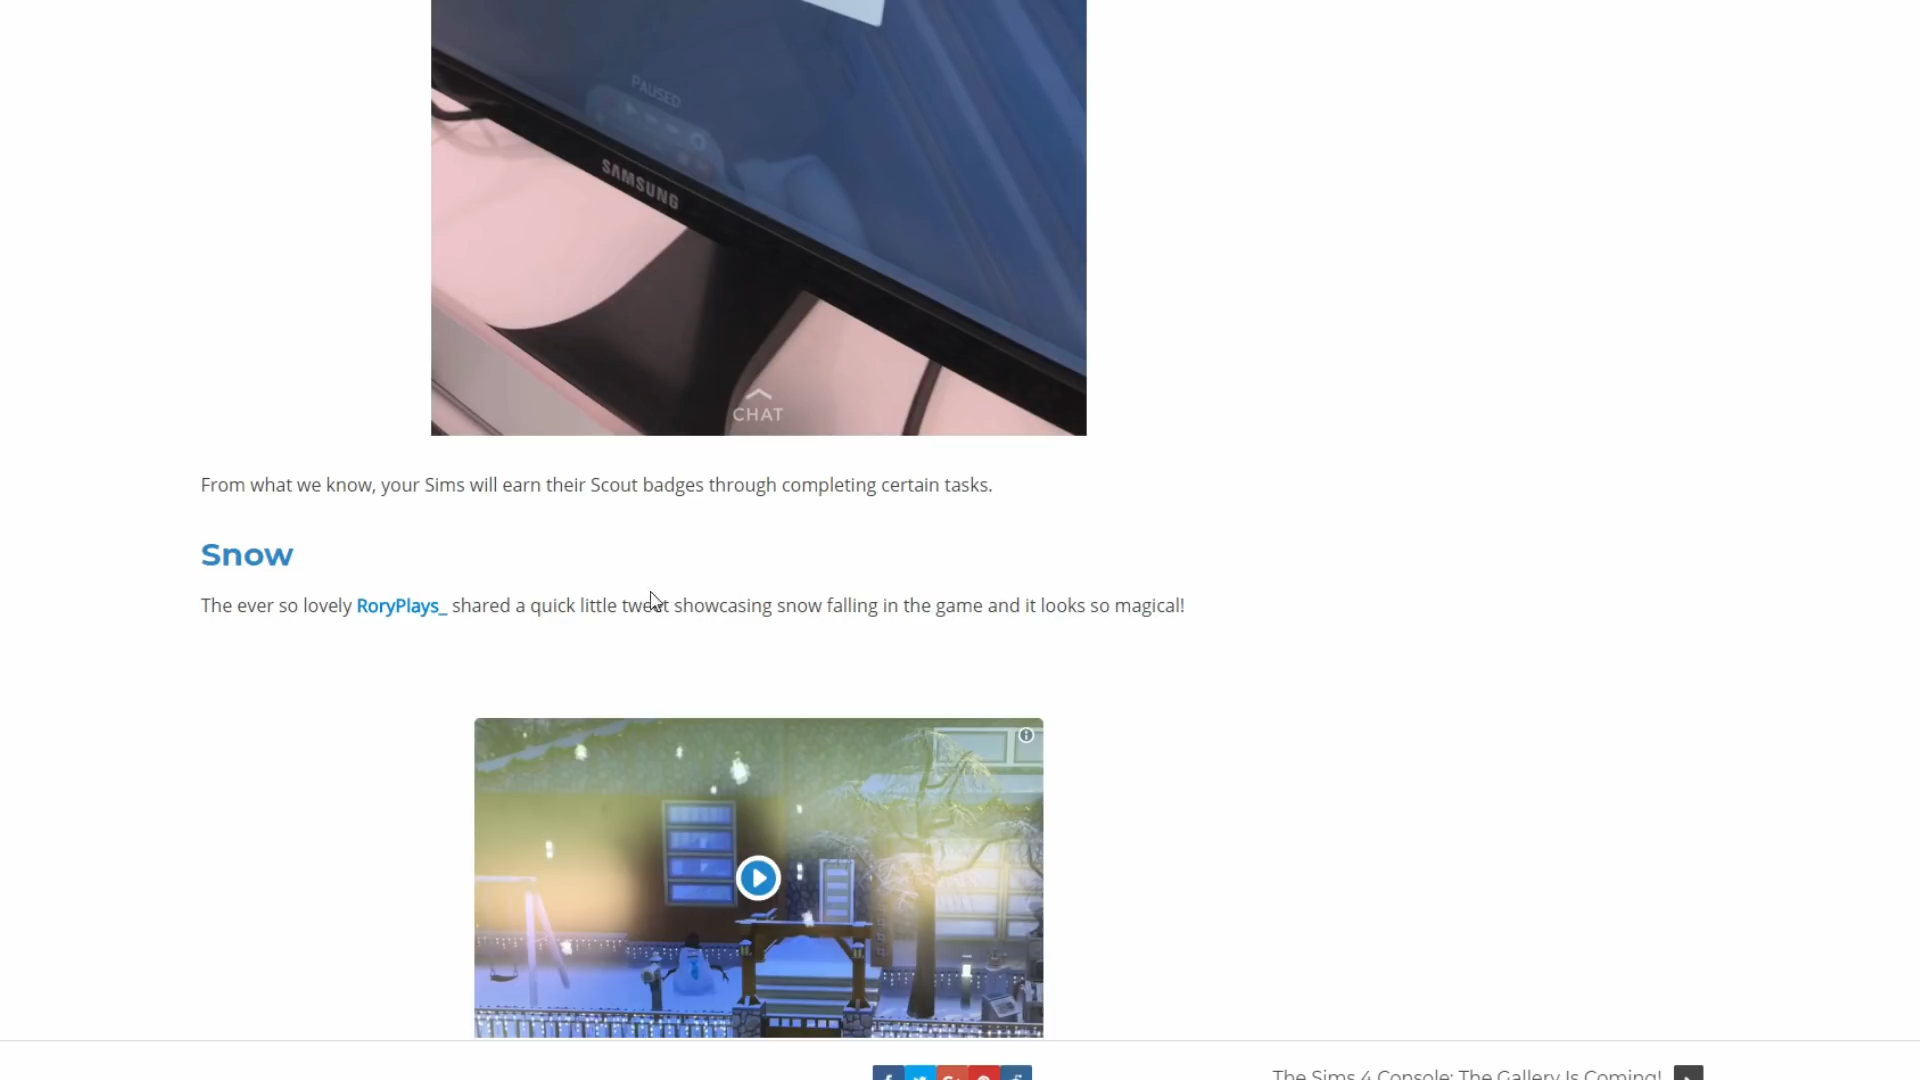 PAUSED
SAMSUNG
CHAT
From what we know, your Sims will earn their Scout badges through completing certain tasks.
Snow
The ever so lovely RoryPlays_ shared a quick little tweet showcasing snow falling in the game and it looks so magical!
The Sims 4 Console: The Gallery Is Coming!